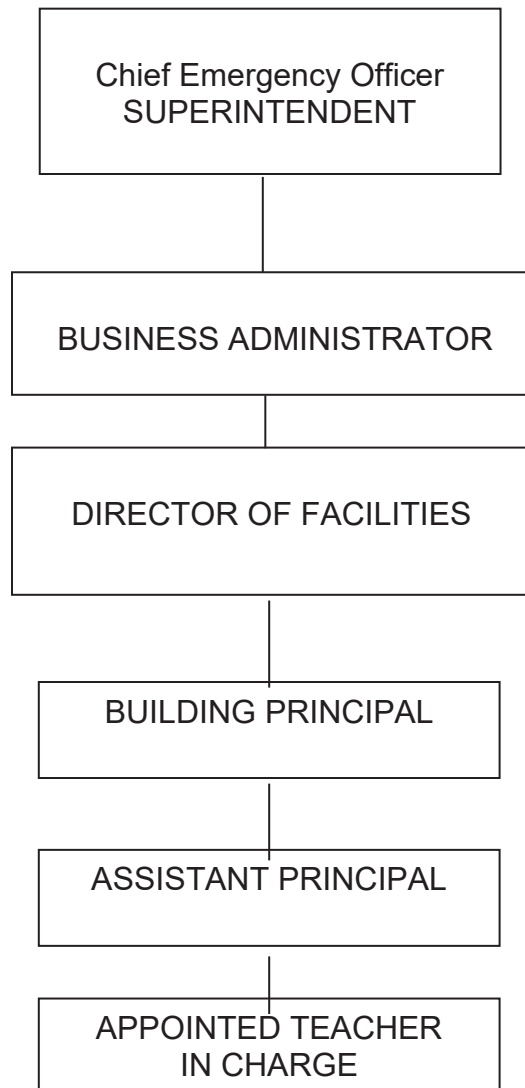 Chief Emergency Officer
SUPERINTENDENT
BUSINESS ADMINISTRATOR
DIRECTOR OF FACILITIES
BUILDING PRINCIPAL
ASSISTANT PRINCIPAL
APPOINTED TEACHER
IN CHARGE